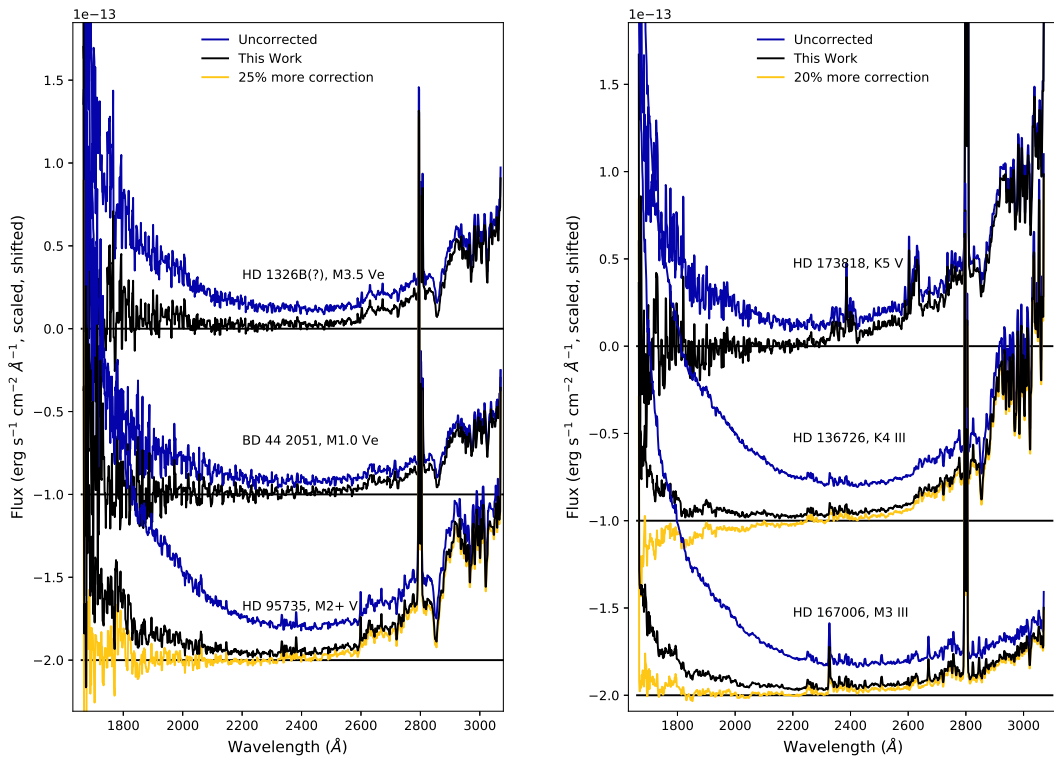 1e−13
Uncorrected
This Work
25% more correction
HD 1326B(?), M3.5 Ve
BD 44 2051, M1.0 Ve
HD 95735, M2+ V
1.5
1.0
0.5
0.0
−0.5
−1.0
−1.5
−2.0
Flux (erg s⁻¹ cm⁻² Å⁻¹, scaled, shifted)
1800 2000 2200 2400 2600 2800 3000
Wavelength (Å)
1e−13
Uncorrected
This Work
20% more correction
HD 173818, K5 V
HD 136726, K4 III
HD 167006, M3 III
1.5
1.0
0.5
0.0
−0.5
−1.0
−1.5
−2.0
Flux (erg s⁻¹ cm⁻² Å⁻¹, scaled, shifted)
1800 2000 2200 2400 2600 2800 3000
Wavelength (Å)